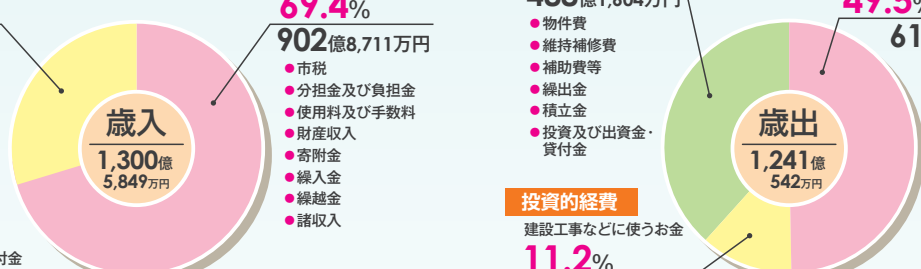 69.4%
902億8,711万円
●市税
●分担金及び負担金
●使用料及び手数料
●財産収入
●寄附金
●繰入金
●繰越金
●諸収入
歳入
1,300億
5,849万円
付金
●物件費
●維持補修費
●補助費等
●繰出金
●積立金
●投資及び出資金・
貸付金
投資的経費
建設工事などに使うお金
11.2%
歳出
1,241億
542万円
49.5%
61